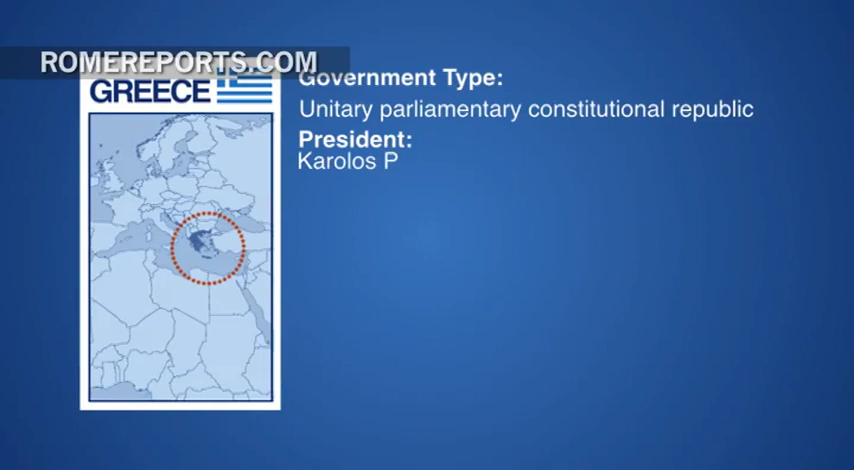 ROMEREPORTS.COM
GREECE
Government Type:
Unitary parliamentary constitutional republic
President:
Karolos P